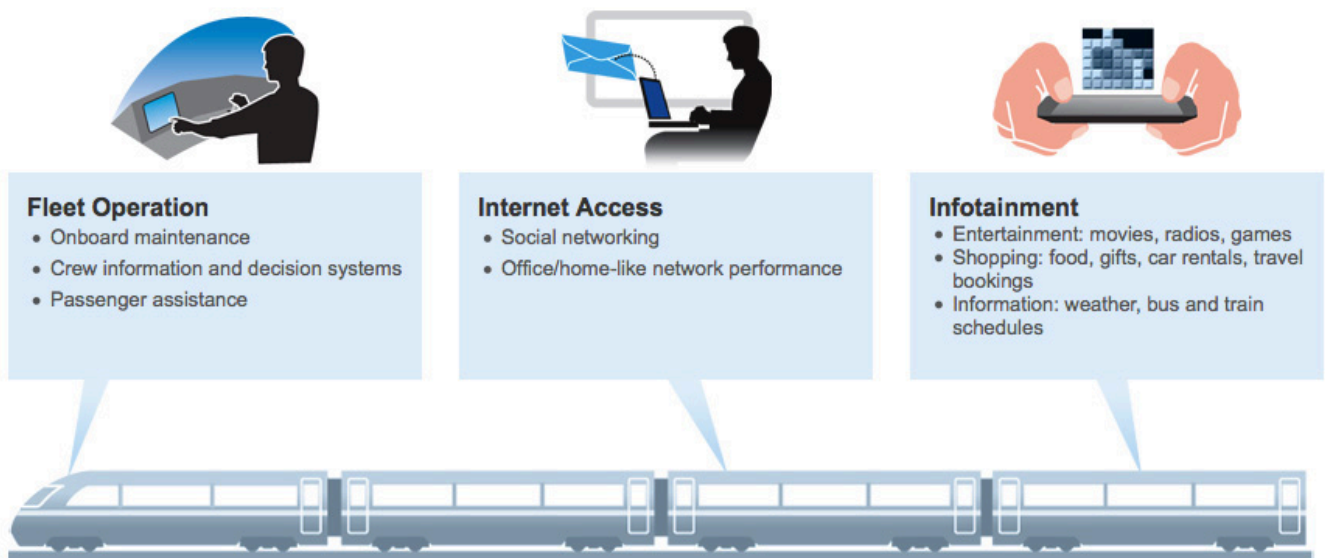 Fleet Operation
• Onboard maintenance
• Crew information and decision systems
• Passenger assistance
Internet Access
• Social networking
• Office/home-like network performance
Infotainment
• Entertainment: movies, radios, games
• Shopping: food, gifts, car rentals, travel
bookings
• Information: weather, bus and train
schedules